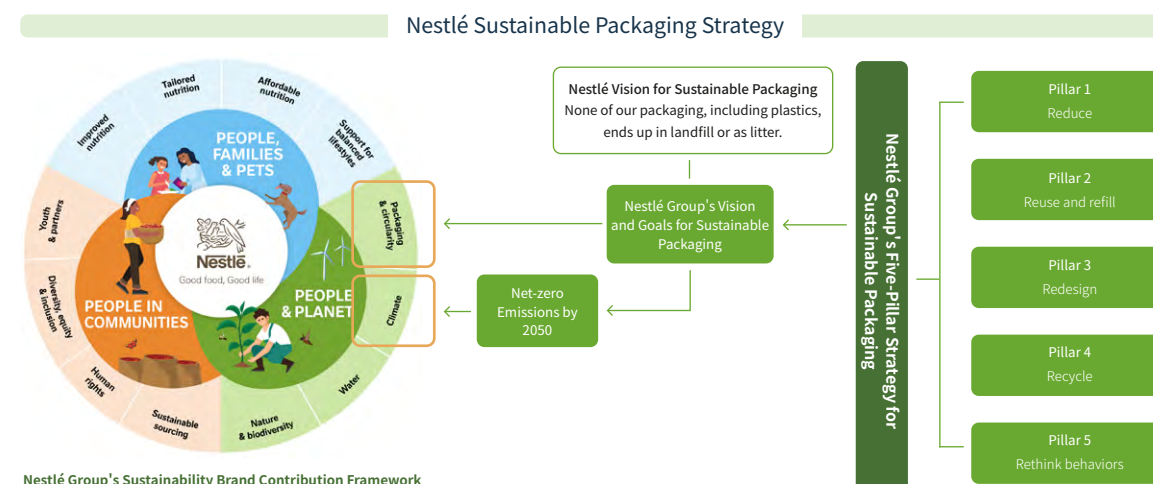 Nestlé Sustainable Packaging Strategy
Tailored
nutrition
Affordable
nutrition
Improved
nutrition
Support for
balanced
lifestyles
PEOPLE,
FAMILIES
& PETS
Youth
& partners
Packaging
& circularity
Nestlé®
Good food, Good life
Diversity, equity
& inclusion
PEOPLE IN
COMMUNITIES
PEOPLE
& PLANET
Climate
Human
rights
Water
Sustainable
sourcing
Nature
& biodiversity
Nestlé Group's Sustainability Brand Contribution Framework
Nestlé Vision for Sustainable Packaging
None of our packaging, including plastics,
ends up in landfill or as litter.
Nestlé Group's Vision
and Goals for Sustainable
Packaging
Net-zero
Emissions by
2050
Nestlé Group's Five-Pillar Strategy for
Sustainable Packaging
Pillar 1
Reduce
Pillar 2
Reuse and refill
Pillar 3
Redesign
Pillar 4
Recycle
Pillar 5
Rethink behaviors